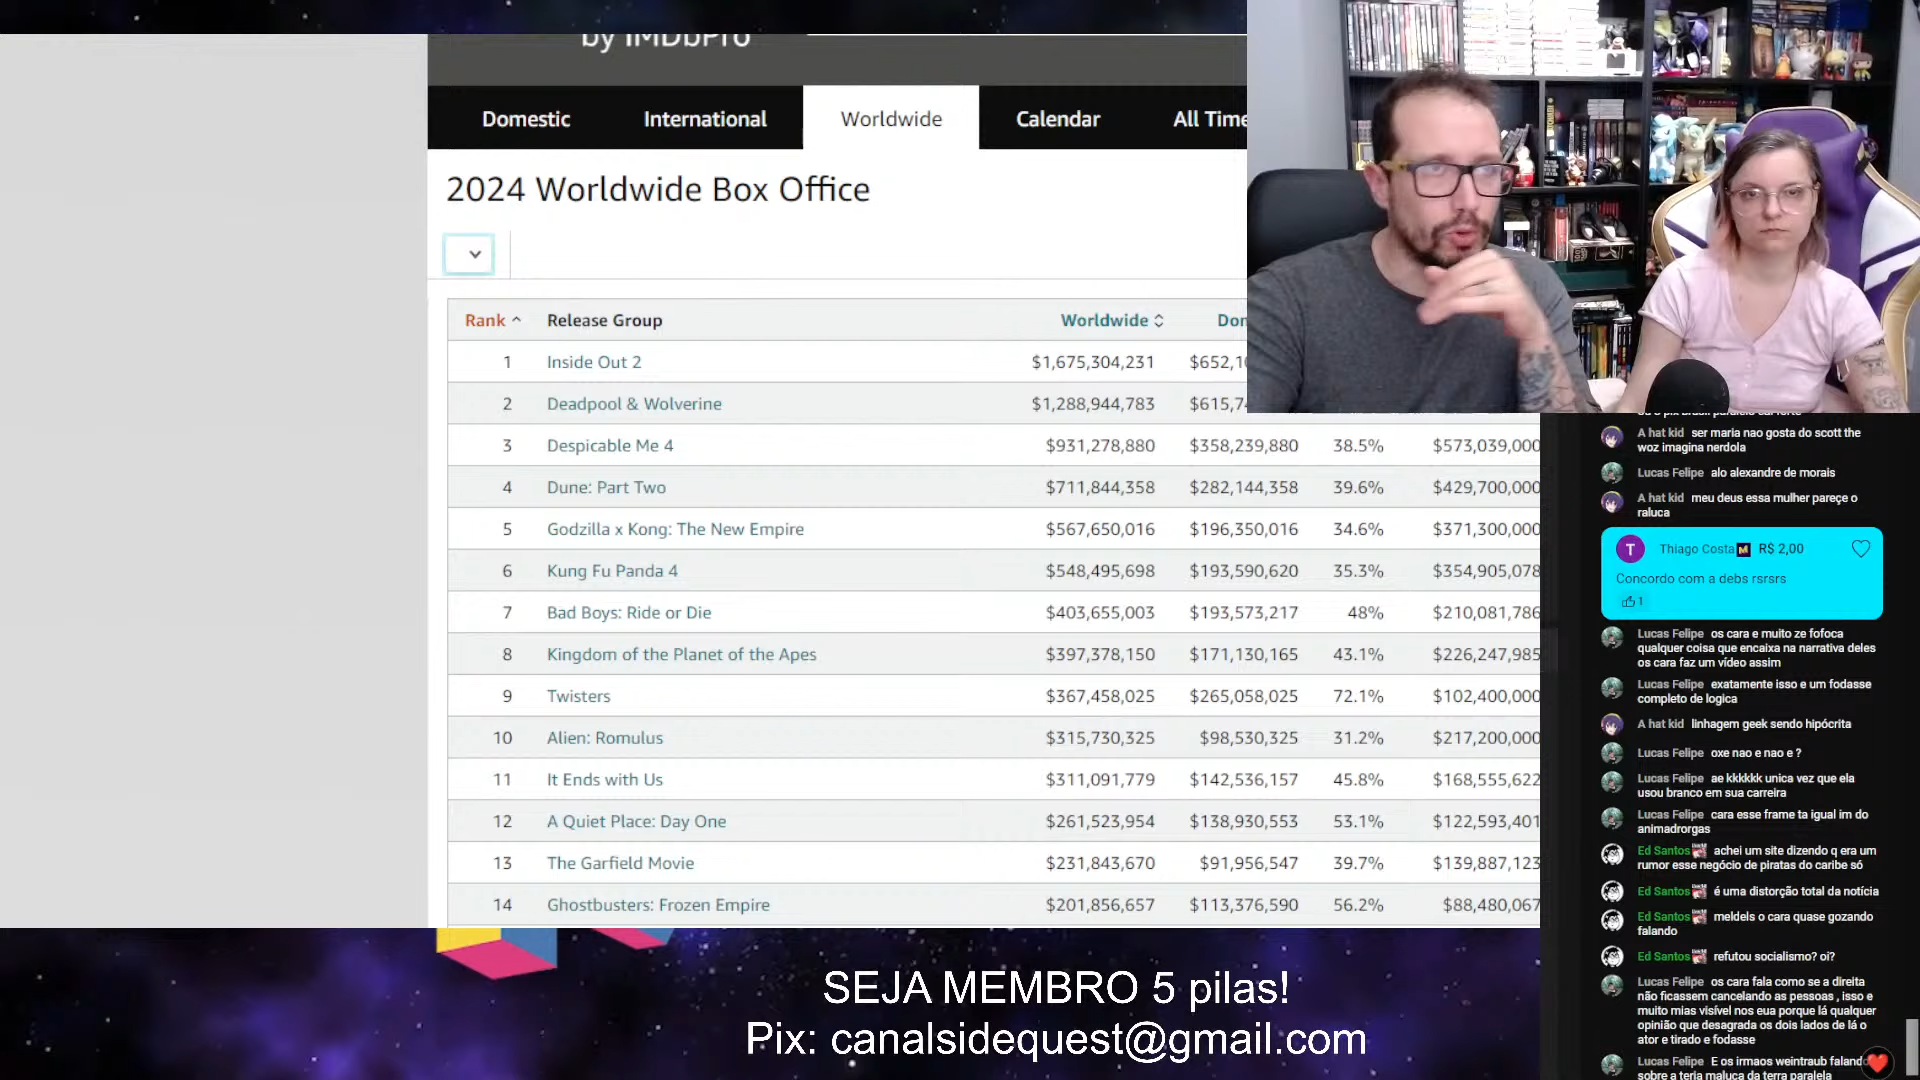 by IMDbPro
Domestic International Worldwide Calendar All Time
2024 Worldwide Box Office
Rank Release Group Worldwide
1 Inside Out 2 $1,675,304,231
2 Deadpool & Wolverine $1,288,944,783
3 Despicable Me 4 $931,278,880 $358,239,880 38.5% $573,039,000
4 Dune: Part Two $711,844,358 $282,144,358 39.6% $429,700,000
5 Godzilla x Kong: The New Empire $567,650,016 $196,350,016 34.6% $371,300,000
6 Kung Fu Panda 4 $548,495,698 $193,590,620 35.3% $354,905,078
7 Bad Boys: Ride or Die $403,655,003 $193,573,217 48% $210,081,786
8 Kingdom of the Planet of the Apes $397,378,150 $171,130,165 43.1% $226,247,985
9 Twisters $367,458,025 $265,058,025 72.1% $102,400,000
10 Alien: Romulus $315,730,325 $98,530,325 31.2% $217,200,000
11 It Ends with Us $311,091,779 $142,536,157 45.8% $168,555,622
12 A Quiet Place: Day One $261,523,954 $138,930,553 53.1% $122,593,401
13 The Garfield Movie $231,843,670 $91,956,547 39.7% $139,887,123
14 Ghostbusters: Frozen Empire $201,856,657 $113,376,590 56.2% $88,480,067
A hat kid ser maria nao gosta do scott the
woz imagina nerdola
Lucas Felipe alo alexandre de morais
A hat kid meu deus essa mulher pareçe o
raluca
T Thiago Costa R$ 2,00
Concordo com a debs rsrsrs
1
Lucas Felipe os cara e muito ze fofoca
qualquer coisa que encaixa na narrativa deles
os cara faz um vídeo assim
Lucas Felipe exatamente isso e um fodasse
completo de logica
A hat kid linhagem geek sendo hipócrita
Lucas Felipe oxe nao e nao e ?
Lucas Felipe ae kkkkkk unica vez que ela
usou branco em sua carreira
Lucas Felipe cara esse frame ta igual im do
animadrorgas
Ed Santos achei um site dizendo q era um
rumor esse negócio de piratas do caribe só
Ed Santos é uma distorção total da notícia
Ed Santos meldels o cara quase gozando
falando
Ed Santos refutou socialismo? oi?
Lucas Felipe os cara fala como se a direita
não ficassem cancelando as pessoas , isso e
muito mias visível nos eua porque lá qualquer
opinião que desagrada os dois lados de lá o
ator e tirado e fodasse
Lucas Felipe E os irmaos weintraub falando
sobre a teria maluca da terra paralela
SEJA MEMBRO 5 pilas!
Pix: canalsidequest@gmail.com